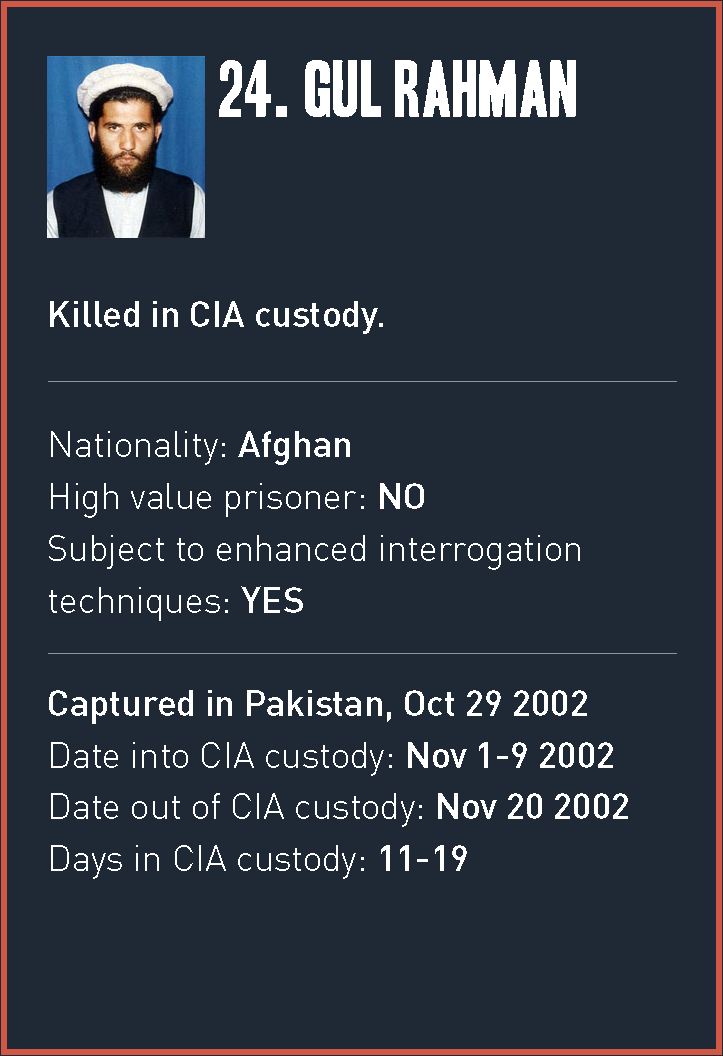 24. GUL RAHMAN
Killed in CIA custody.
Nationality: Afghan
High value prisoner: NO
Subject to enhanced interrogation
techniques: YES
Captured in Pakistan, Oct 29 2002
Date into CIA custody: Nov 1-9 2002
Date out of CIA custody: Nov 20 2002
Days in CIA custody: 11-19